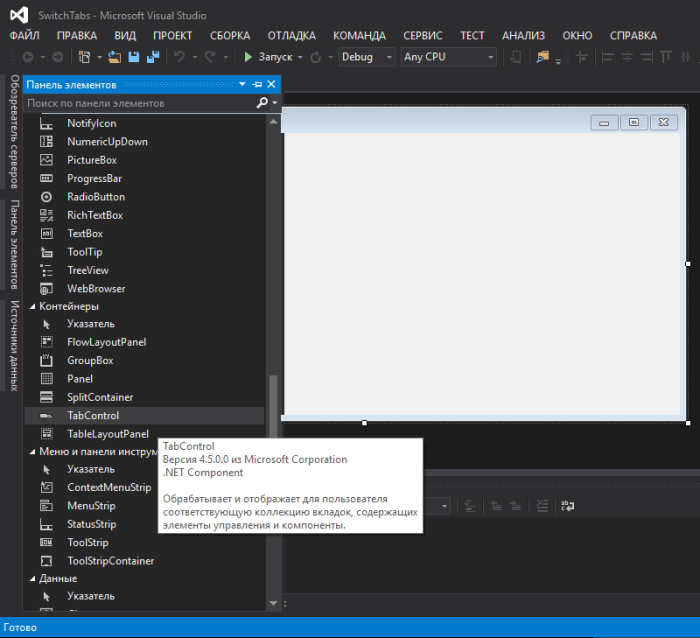 SwitchTabs - Microsoft Visual Studio
ФАЙЛ ПРАВКА ВИД ПРОЕКТ СБОРКА ОТЛАДКА КОМАНДА СЕРВИС ТЕСТ АНАЛИЗ ОКНО СПРАВКА
Запуск Debug Any CPU
Обозреватель серверов
Панель элементов
Источники данных
Панель элементов
Поиск по панели элементов
NotifyIcon
NumericUpDown
PictureBox
ProgressBar
RadioButton
RichTextBox
TextBox
ToolTip
TreeView
WebBrowser
Контейнеры
Указатель
FlowLayoutPanel
GroupBox
Panel
SplitContainer
TabControl
TableLayoutPanel
Меню и панели инструм
Указатель
ContextMenuStrip
MenuStrip
StatusStrip
ToolStrip
ToolStripContainer
Данные
Указатель
TabControl
Версия 4.5.0.0 из Microsoft Corporation
.NET Component
Обрабатывает и отображает для пользователя
соответствующую коллекцию вкладок, содержащих
элементы управления и компоненты.
Готово